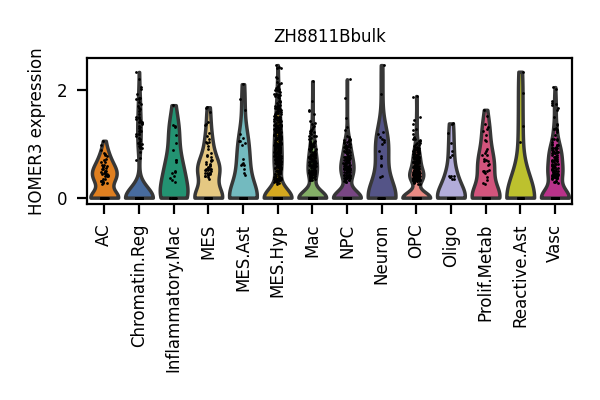 ZH8811Bbulk
HOMER3 expression
2
0
AC
Chromatin.Reg
Inflammatory.Mac
MES
MES.Ast
MES.Hyp
Mac
NPC
Neuron
OPC
Oligo
Prolif.Metab
Reactive.Ast
Vasc